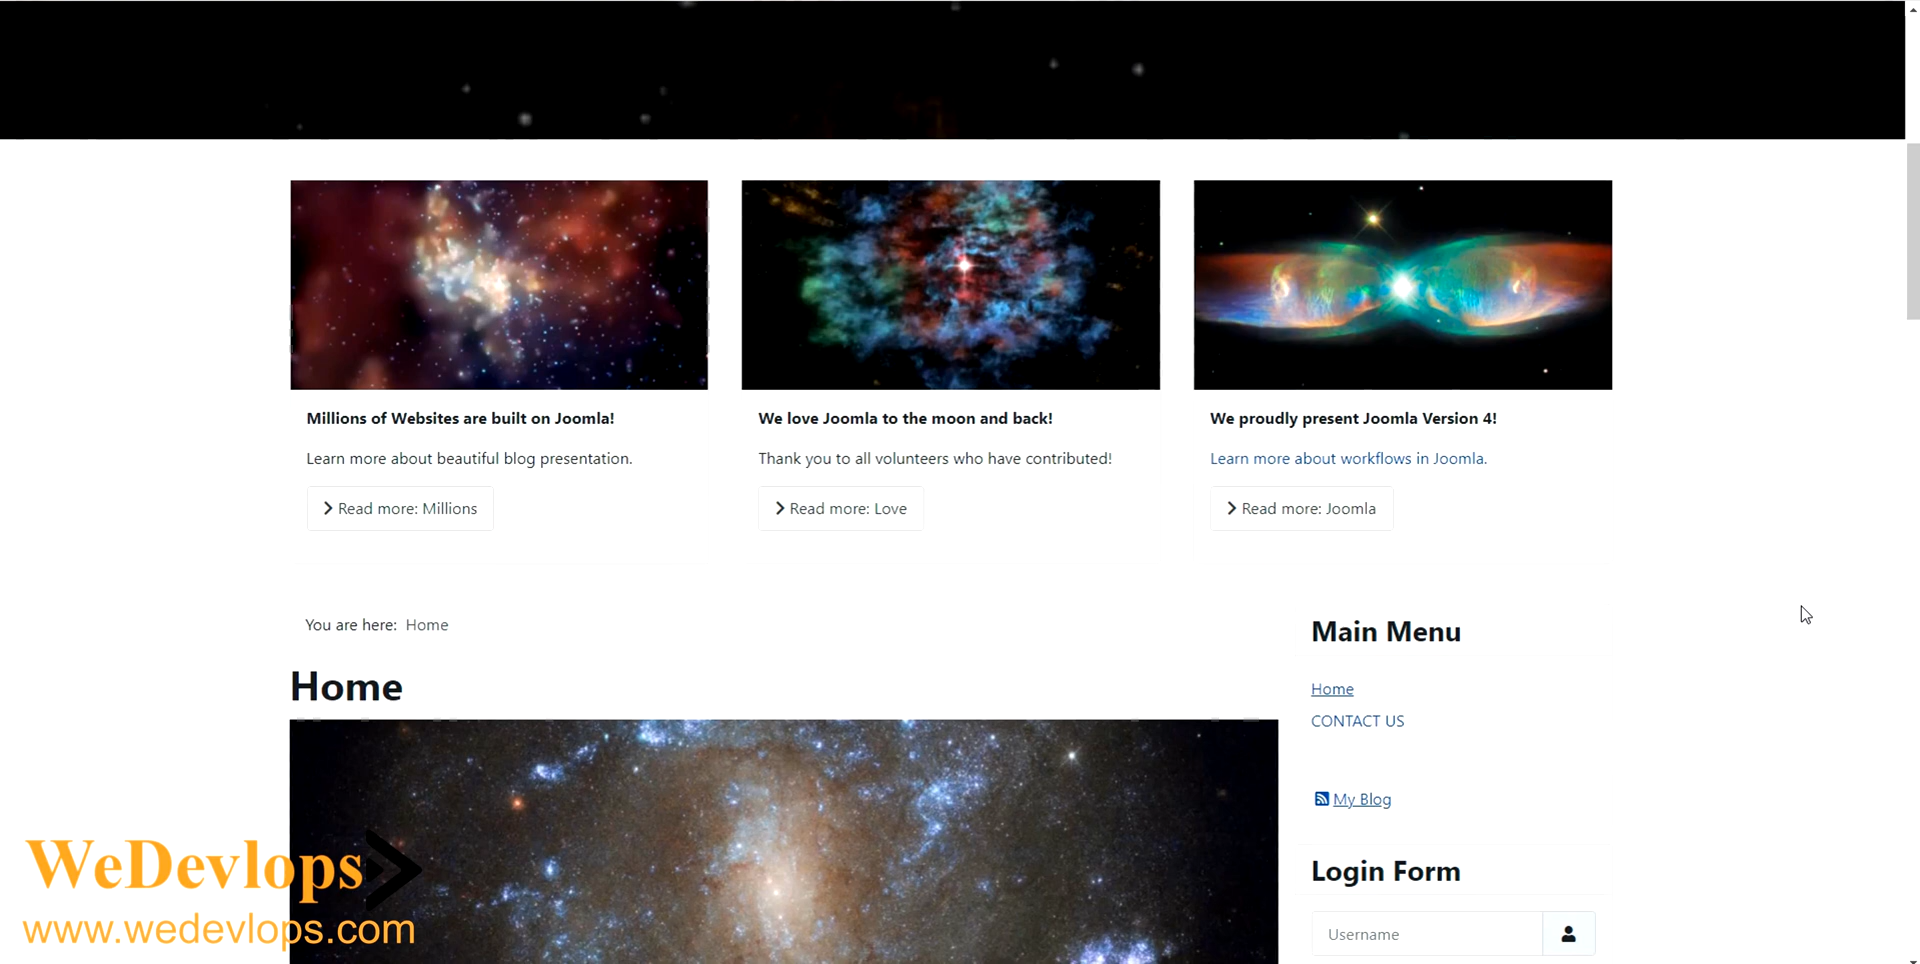 Millions of Websites are built on Joomla!
Learn more about beautiful blog presentation.
Read more: Millions
We love Joomla to the moon and back!
Thank you to all volunteers who have contributed!
Read more: Love
We proudly present Joomla Version 4!
Learn more about workflows in Joomla.
Read more: Joomla
You are here: Home
Home
Main Menu
Home
CONTACT US
My Blog
Login Form
Username
WeDevlops
www.wedevlops.com